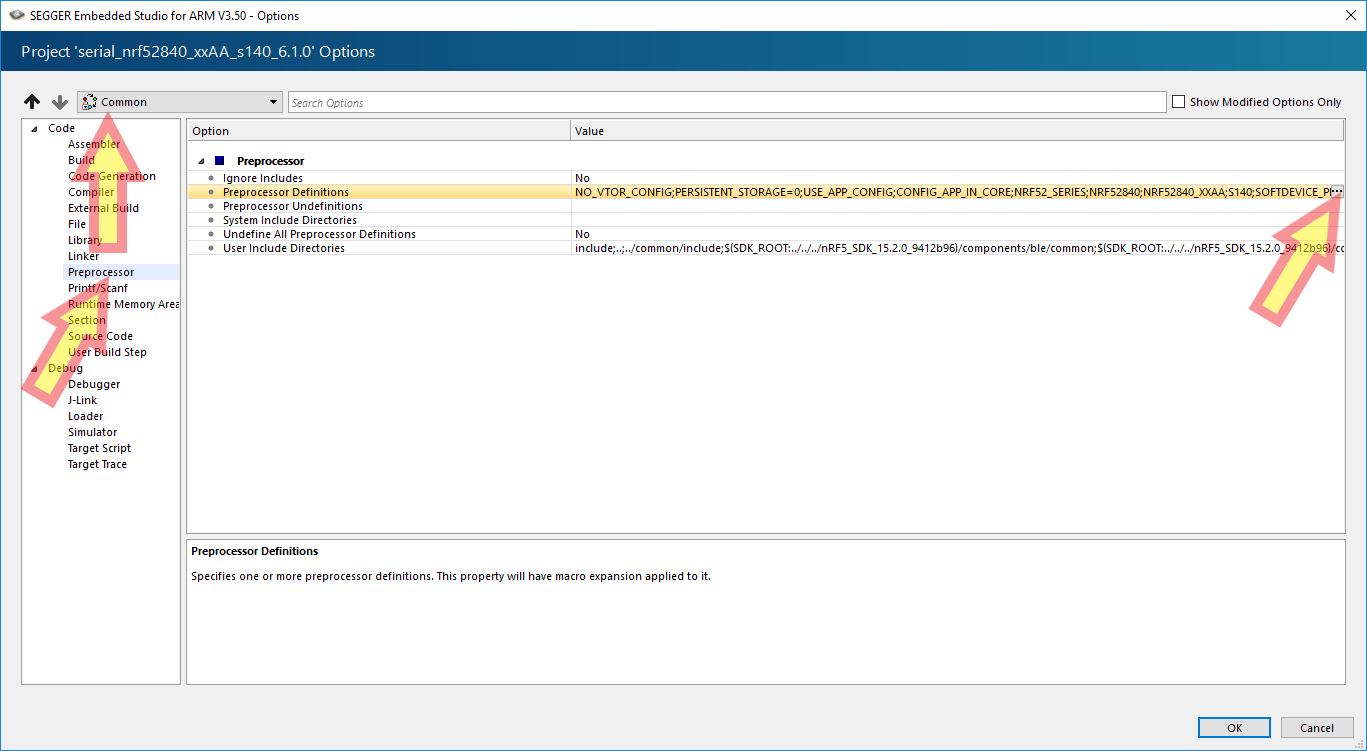 SEGGER Embedded Studio for ARM V3.50 - Options
Project 'serial_nrf52840_xxAA_s140_6.1.0' Options
Common
Search Options
Show Modified Options Only
Code
Assembler
Build
Code Generation
Compiler
External Build
File
Library
Linker
Preprocessor
Printf/Scanf
Runtime Memory Area
Section
Source Code
User Build Step
Debug
Debugger
J-Link
Loader
Simulator
Target Script
Target Trace
Option Value
Preprocessor
Ignore Includes No
Preprocessor Definitions NO_VTOR_CONFIG;PERSISTENT_STORAGE=0;USE_APP_CONFIG;CONFIG_APP_IN_CORE;NRF52_SERIES;NRF52840;NRF52840_XXAA;S140;SOFTDEVICE_P ...
Preprocessor Undefinitions
System Include Directories
Undefine All Preprocessor Definitions No
User Include Directories include;..;../common/include;$(SDK_ROOT:../../../nRF5_SDK_15.2.0_9412b96)/components/ble/common;$(SDK_ROOT:../../../nRF5_SDK_15.2.0_9412b96)/co
Preprocessor Definitions
Specifies one or more preprocessor definitions. This property will have macro expansion applied to it.
OK Cancel